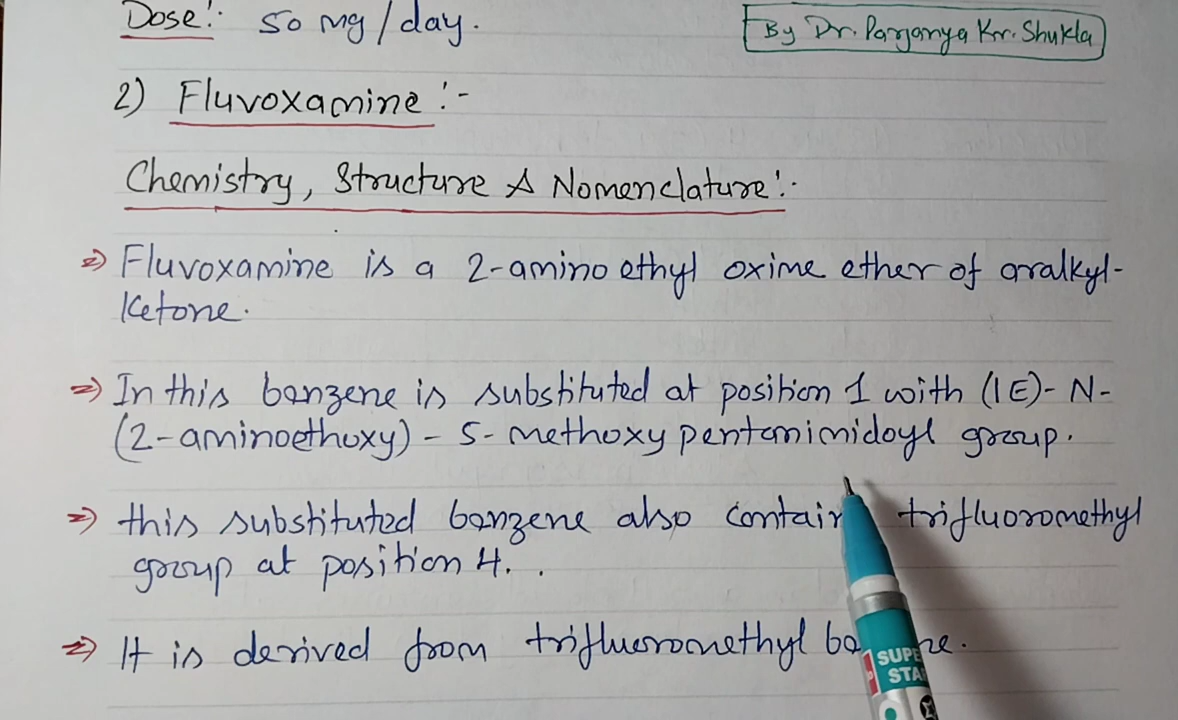 Dose:- 50 mg/day.
By Dr. Parjanya Kr. Shukla
2) Fluvoxamine :-
Chemistry, Structure & Nomenclature:-
⇒ Fluvoxamine is a 2-amino ethyl oxime ether of aralkyl-
ketone.
⇒ In this benzene is substituted at position 1 with (1E)- N-
(2-aminoethoxy) - 5- methoxy pentanimidoyl group.
⇒ this substituted benzene also contain trifluoromethyl
group at position 4. .
⇒ It is derived from trifluoromethyl
SUPE
STA